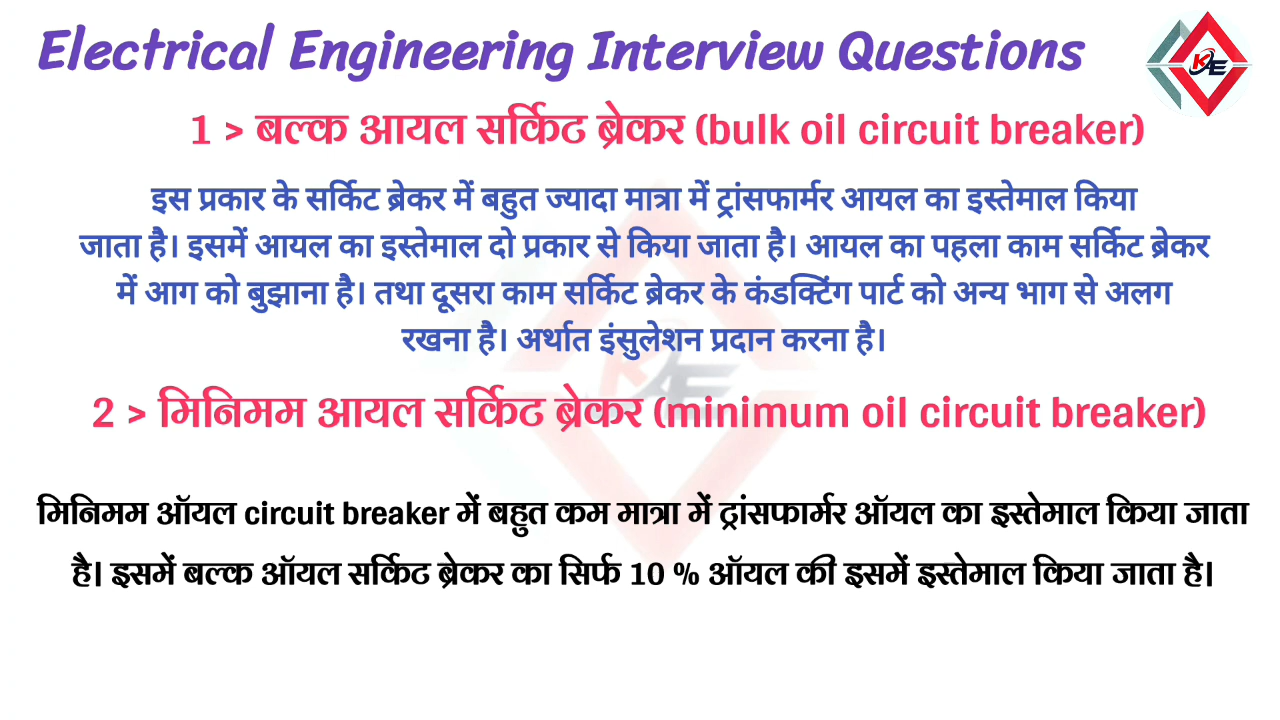 Electrical Engineering Interview Questions
KAE
1 > बल्क आयल सर्किट ब्रेकर (bulk oil circuit breaker)
इस प्रकार के सर्किट ब्रेकर में बहुत ज्यादा मात्रा में ट्रांसफार्मर आयल का इस्तेमाल किया
जाता है। इसमें आयल का इस्तेमाल दो प्रकार से किया जाता है। आयल का पहला काम सर्किट ब्रेकर
में आग को बुझाना है। तथा दूसरा काम सर्किट ब्रेकर के कंडक्टिंग पार्ट को अन्य भाग से अलग
रखना है। अर्थात इंसुलेशन प्रदान करना है।
KAE
2 > मिनिमम आयल सर्किट ब्रेकर (minimum oil circuit breaker)
मिनिमम ऑयल circuit breaker में बहुत कम मात्रा में ट्रांसफार्मर ऑयल का इस्तेमाल किया जाता
है। इसमें बल्क ऑयल सर्किट ब्रेकर का सिर्फ 10 % ऑयल की इसमें इस्तेमाल किया जाता है।